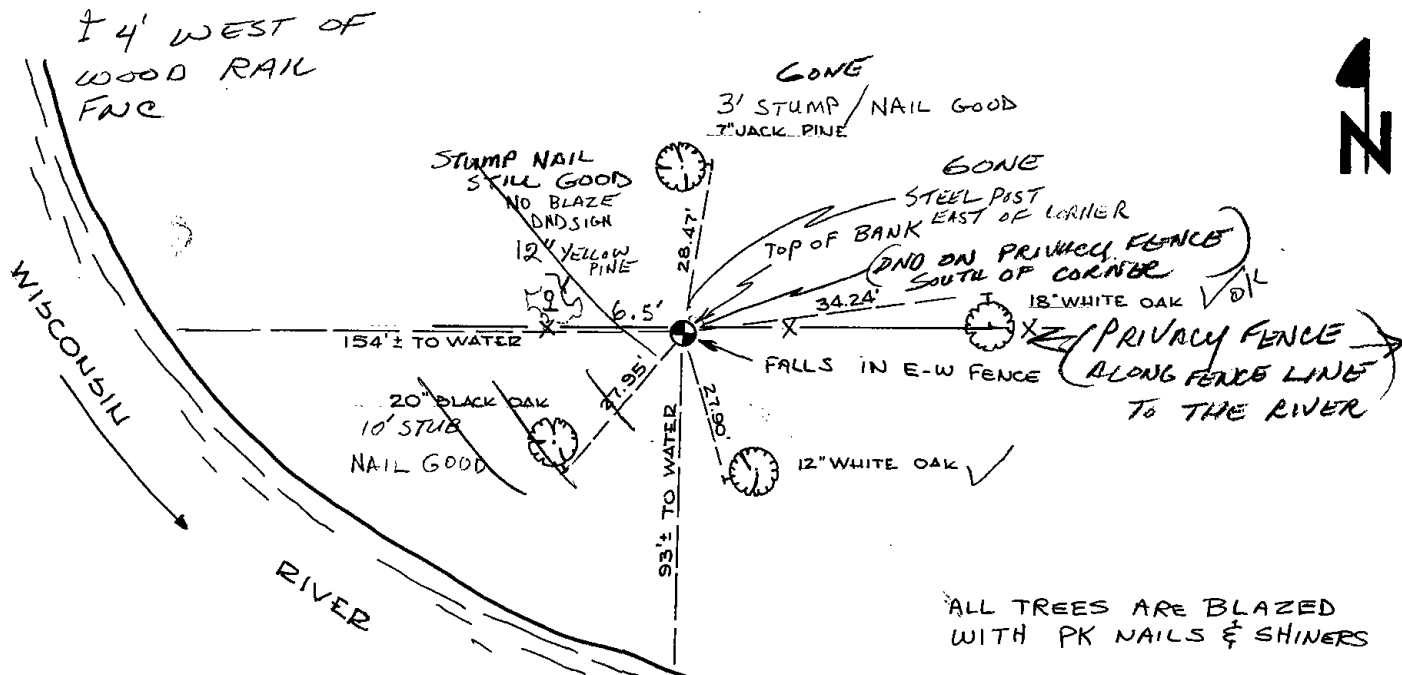 ± 4' WEST OF
WOOD RAIL
FNC
GONE
3' STUMP / NAIL GOOD
7" JACK PINE
N
STUMP NAIL
STILL GOOD
NO BLAZE
DND SIGN
12" YELLOW
PINE
28.47'
GONE
STEEL POST
EAST OF CORNER
TOP OF BANK
(DND ON PRIVACY FENCE)
SOUTH OF CORNER
34.24'
18" WHITE OAK ✓ OK
6.5'
154'± TO WATER
FALLS IN E-W FENCE
(PRIVACY FENCE
ALONG FENCE LINE
TO THE RIVER)
WISCONSIN
RIVER
37.95'
20" BLACK OAK
10' STUB
NAIL GOOD
27.90'
12" WHITE OAK ✓
93'± TO WATER
ALL TREES ARE BLAZED
WITH PK NAILS & SHINERS